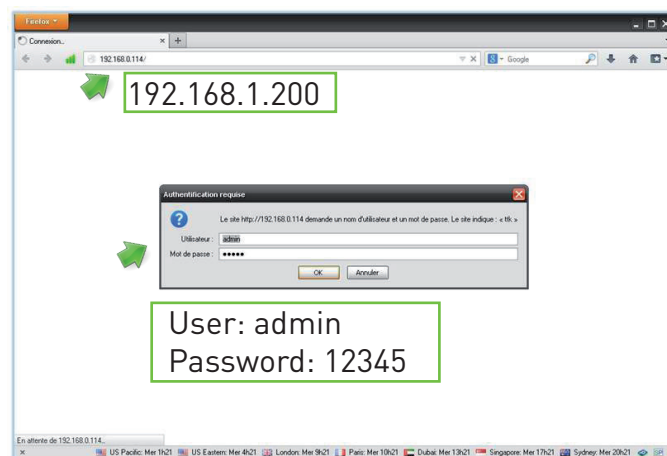 Firefox
Connexion...
192.168.0.114/
Google
192.168.1.200
Authentification requise
Le site http://192.168.0.114 demande un nom d'utilisateur et un mot de passe. Le site indique : « ttk »
Utilisateur : admin
Mot de passe : •••••
OK Annuler
User: admin
Password: 12345
En attente de 192.168.0.114...
US Pacific: Mer 1h21 US Eastern: Mer 4h21 London: Mer 9h21 Paris: Mer 10h21 Dubai: Mer 13h21 Singapore: Mer 17h21 Sydney: Mer 20h21